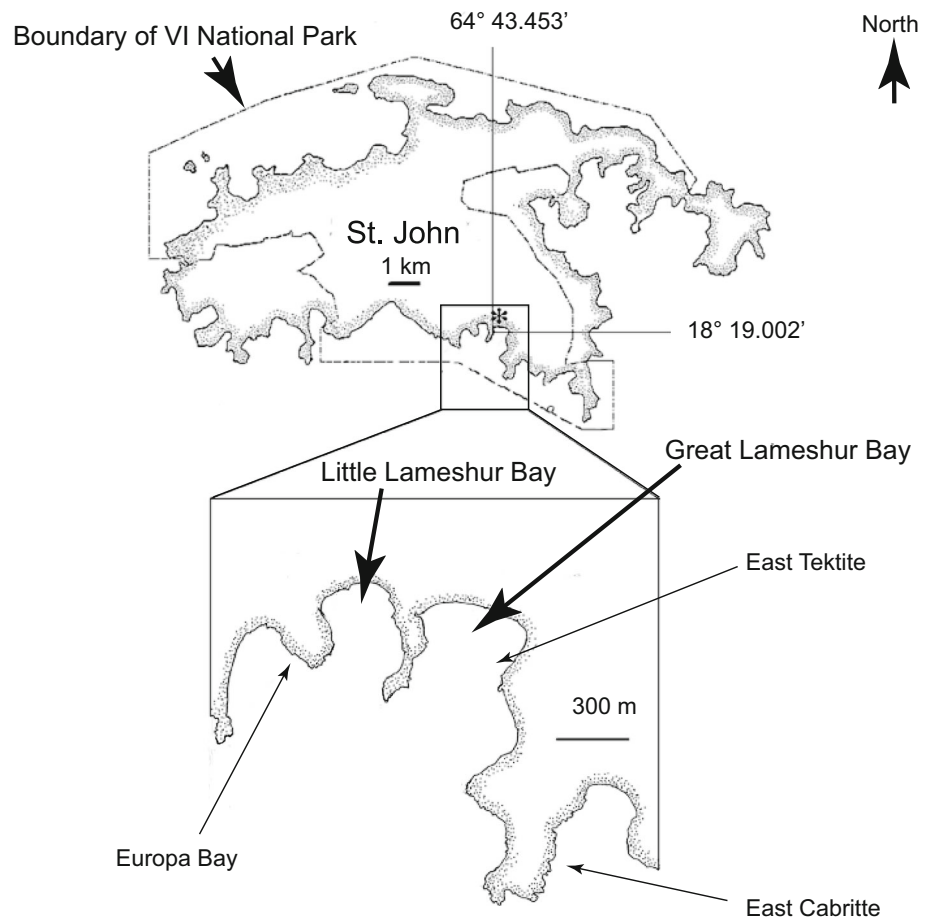 64° 43.453’
North
Boundary of VI National Park
St. John
1 km
*
18° 19.002’
Great Lameshur Bay
Little Lameshur Bay
East Tektite
300 m
Europa Bay
East Cabritte